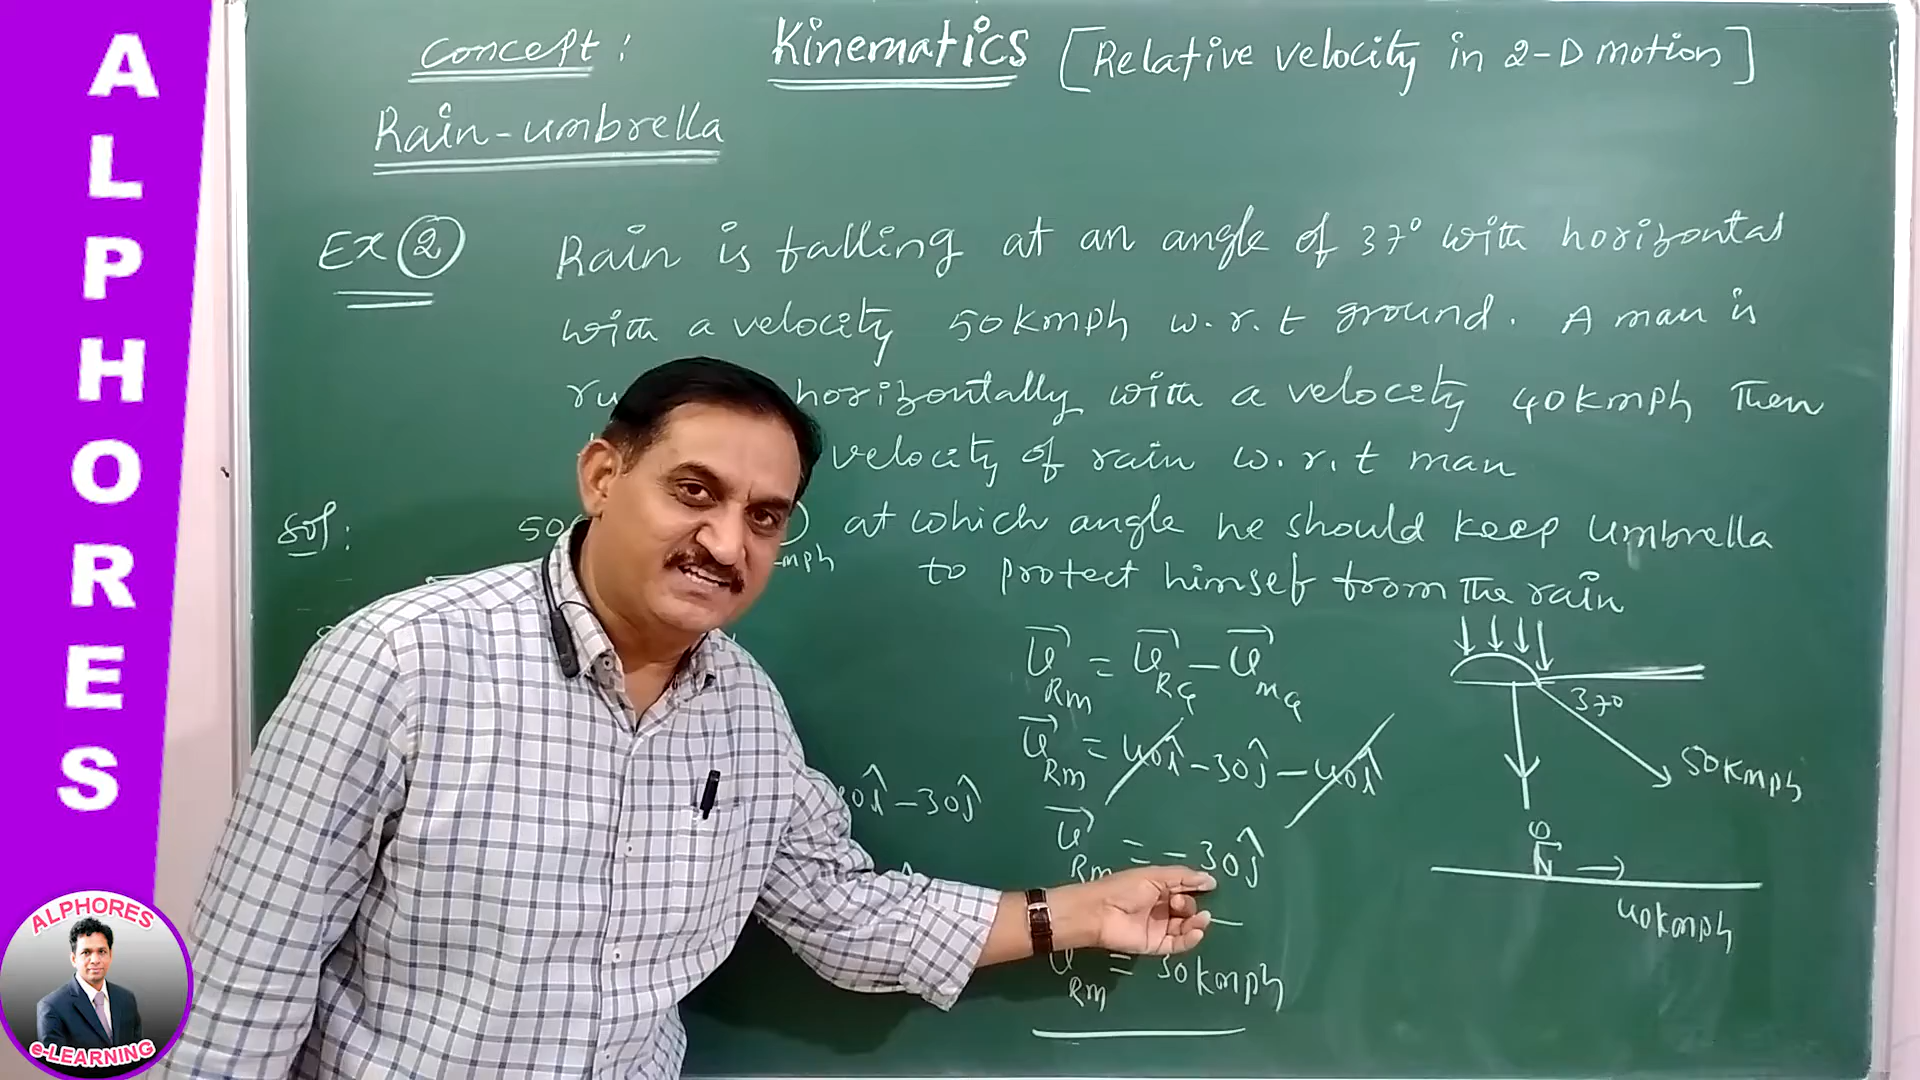 ALPHORES
concept:
Kinematics [Relative velocity in 2-D motion]
Rain-umbrella
Ex ②
Rain is falling at an angle of 37° with horizontal
with a velocity 50kmph w.r.t ground. A man is
horizontally with a velocity 40kmph Then
velocity of rain w.r.t man
Sol:
) at which angle he should keep umbrella
mph
to protect himself from The rain
v⃗Rm = v⃗RG - v⃗mG
v⃗Rm = 40î - 30ĵ - 40î
0î - 30ĵ
v⃗Rm = -30ĵ
vRm = 30kmph
37°
50kmph
40kmph
ALPHORES
e-LEARNING